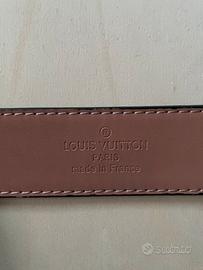 LOUIS VUITTON
PARIS
made in France
subito